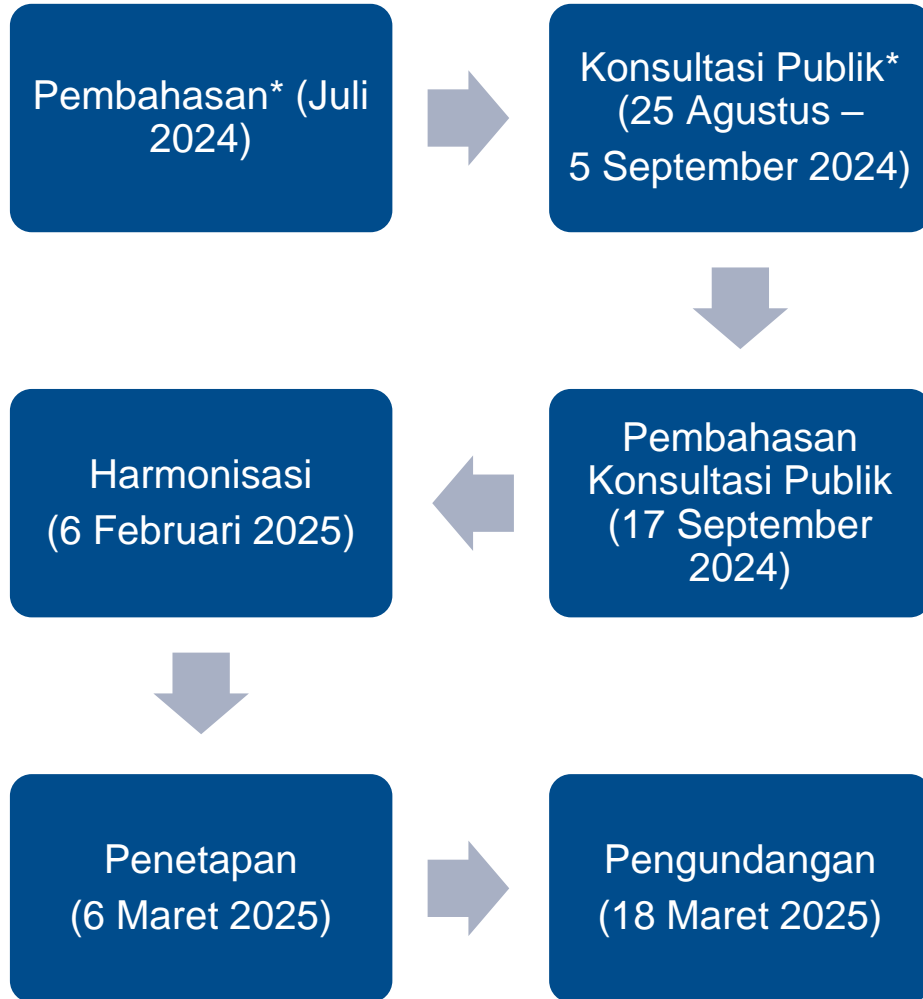 Pembahasan* (Juli
2024)
Konsultasi Publik*
(25 Agustus –
5 September 2024)
Pembahasan
Konsultasi Publik
(17 September
2024)
Harmonisasi
(6 Februari 2025)
Penetapan
(6 Maret 2025)
Pengundangan
(18 Maret 2025)